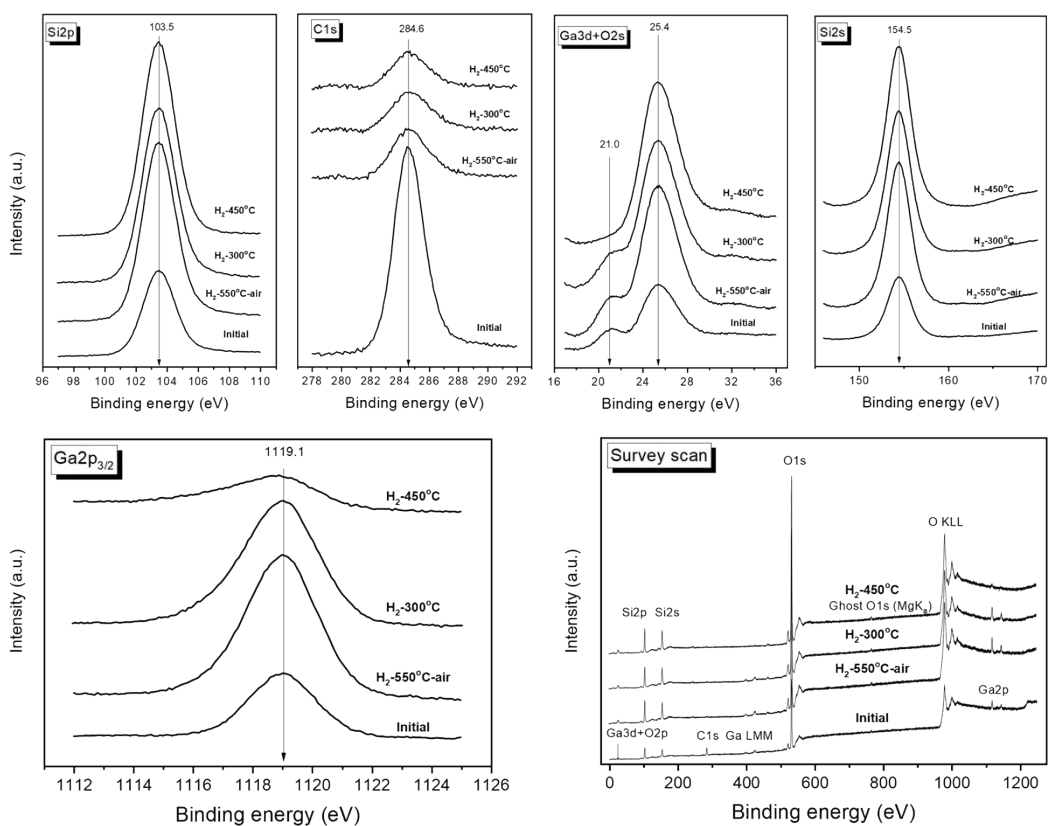 Si2p
103.5
H2-450°C
H2-300°C
H2-550°C-air
Initial
96 98 100 102 104 106 108 110
Binding energy (eV)
Intensity (a.u.)
C1s
284.6
H2-450°C
H2-300°C
H2-550°C-air
Initial
278 280 282 284 286 288 290 292
Binding energy (eV)
Ga3d+O2s
25.4
21.0
H2-450°C
H2-300°C
H2-550°C-air
Initial
16 20 24 28 32 36
Binding energy (eV)
Si2s
154.5
H2-450°C
H2-300°C
H2-550°C-air
Initial
150 160 170
Binding energy (eV)
Ga2p3/2
1119.1
H2-450°C
H2-300°C
H2-550°C-air
Initial
1112 1114 1116 1118 1120 1122 1124 1126
Binding energy (eV)
Intensity (a.u.)
Survey scan
O1s
O KLL
H2-450°C
Ghost O1s (MgKα)
Si2p Si2s
H2-300°C
H2-550°C-air
Ga2p
Initial
Ga3d+O2p C1s Ga LMM
0 200 400 600 800 1000 1200
Binding energy (eV)
Intensity (a.u.)